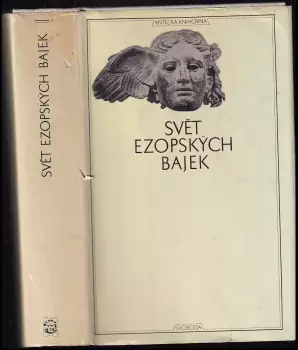 SVĚT EZOPSKÝCH BAJEK
ANTICKÁ KNIHOVNA
SVĚT
EZOPSKÝCH
BAJEK
SVOBODA